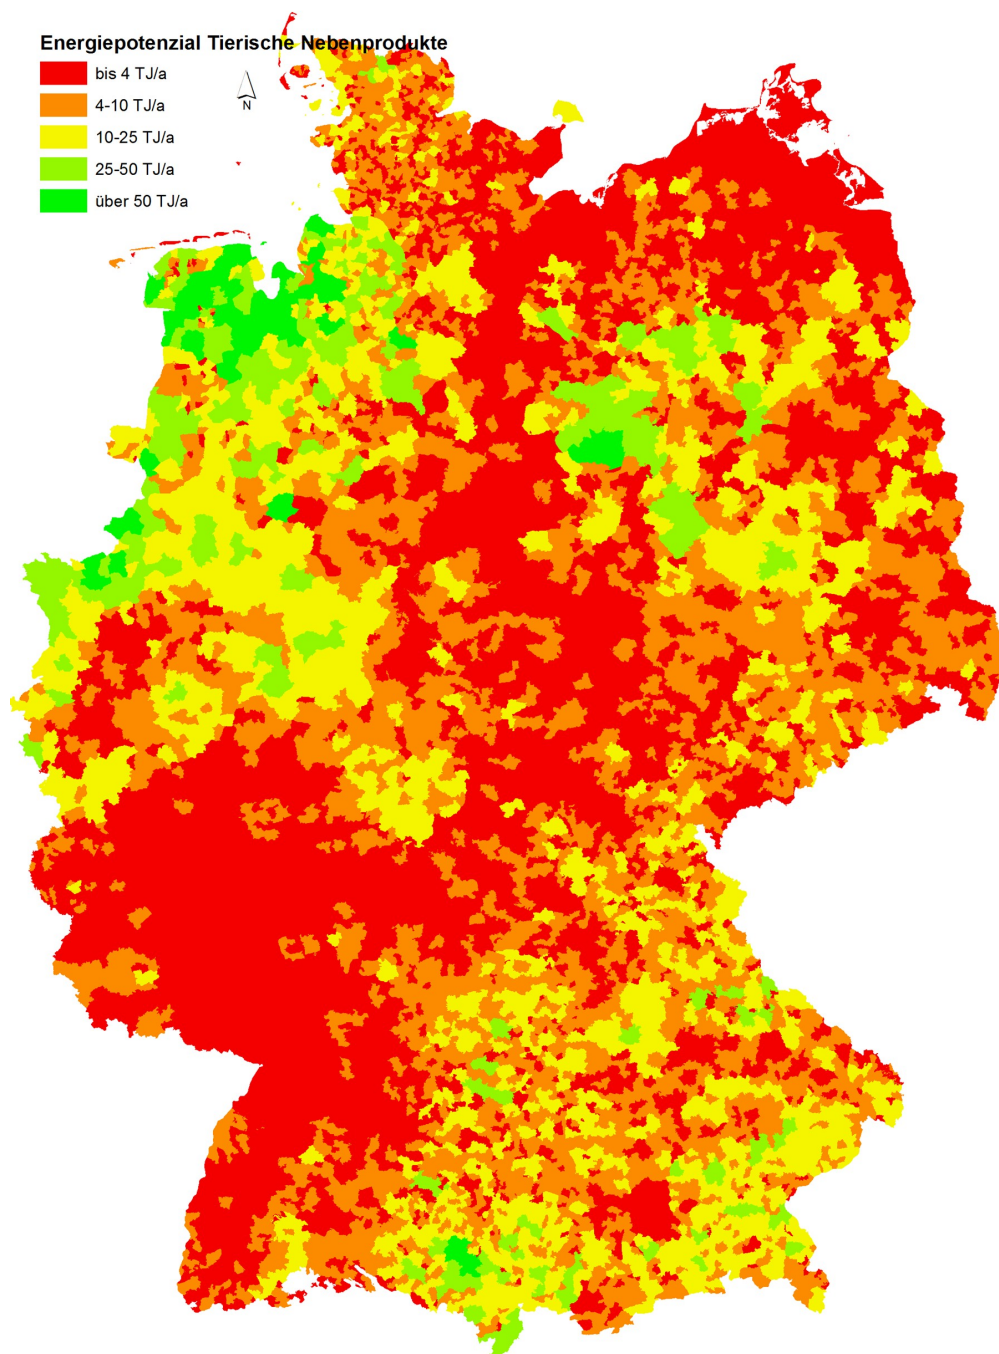 Energiepotenzial Tierische Nebenprodukte
bis 4 TJ/a
4-10 TJ/a
10-25 TJ/a
25-50 TJ/a
über 50 TJ/a
N